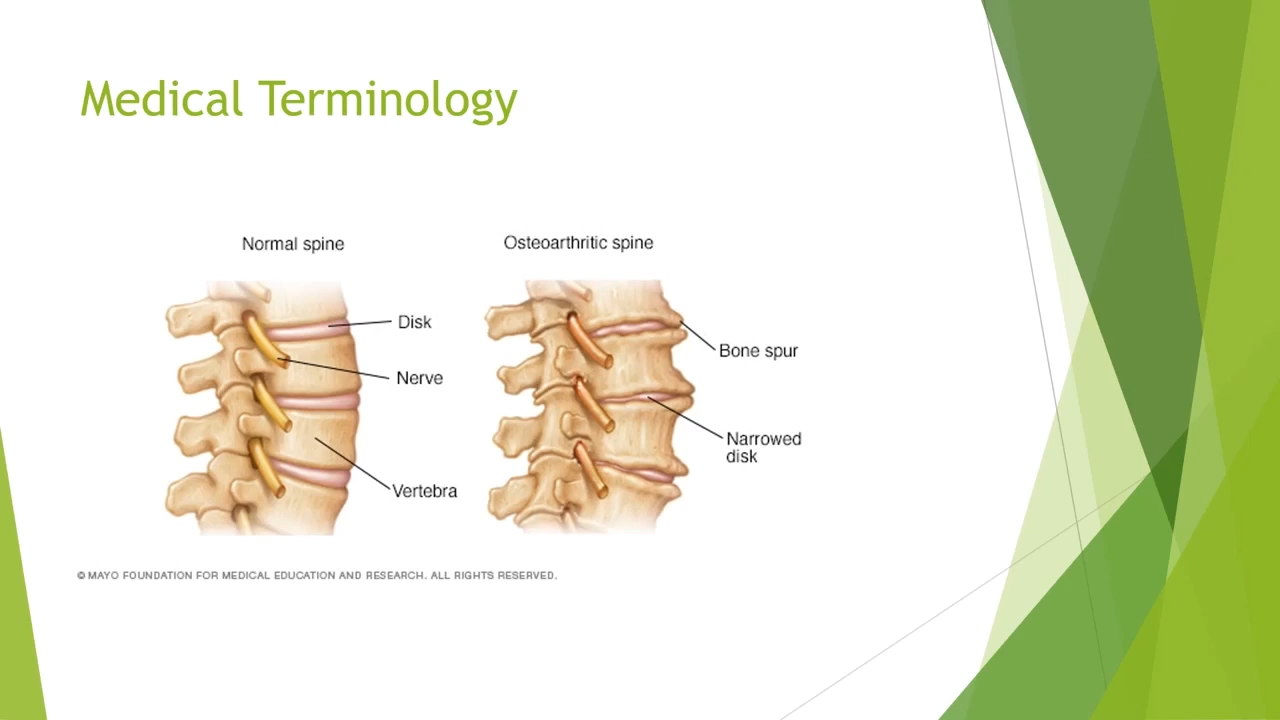 Medical Terminology
Normal spine
Disk
Nerve
Vertebra
Osteoarthritic spine
Bone spur
Narrowed
disk
© MAYO FOUNDATION FOR MEDICAL EDUCATION AND RESEARCH. ALL RIGHTS RESERVED.